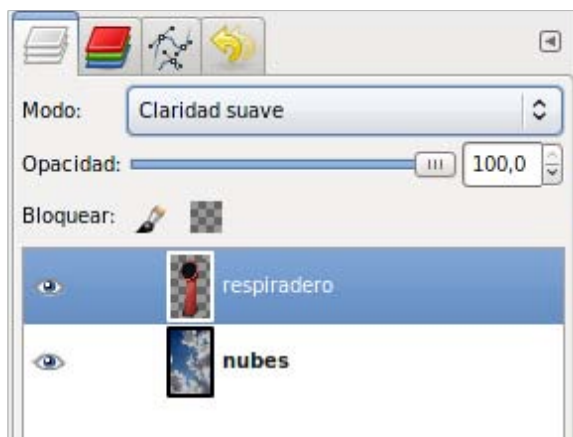 Modo: Claridad suave
Opacidad: 100,0
Bloquear:
respiradero
nubes